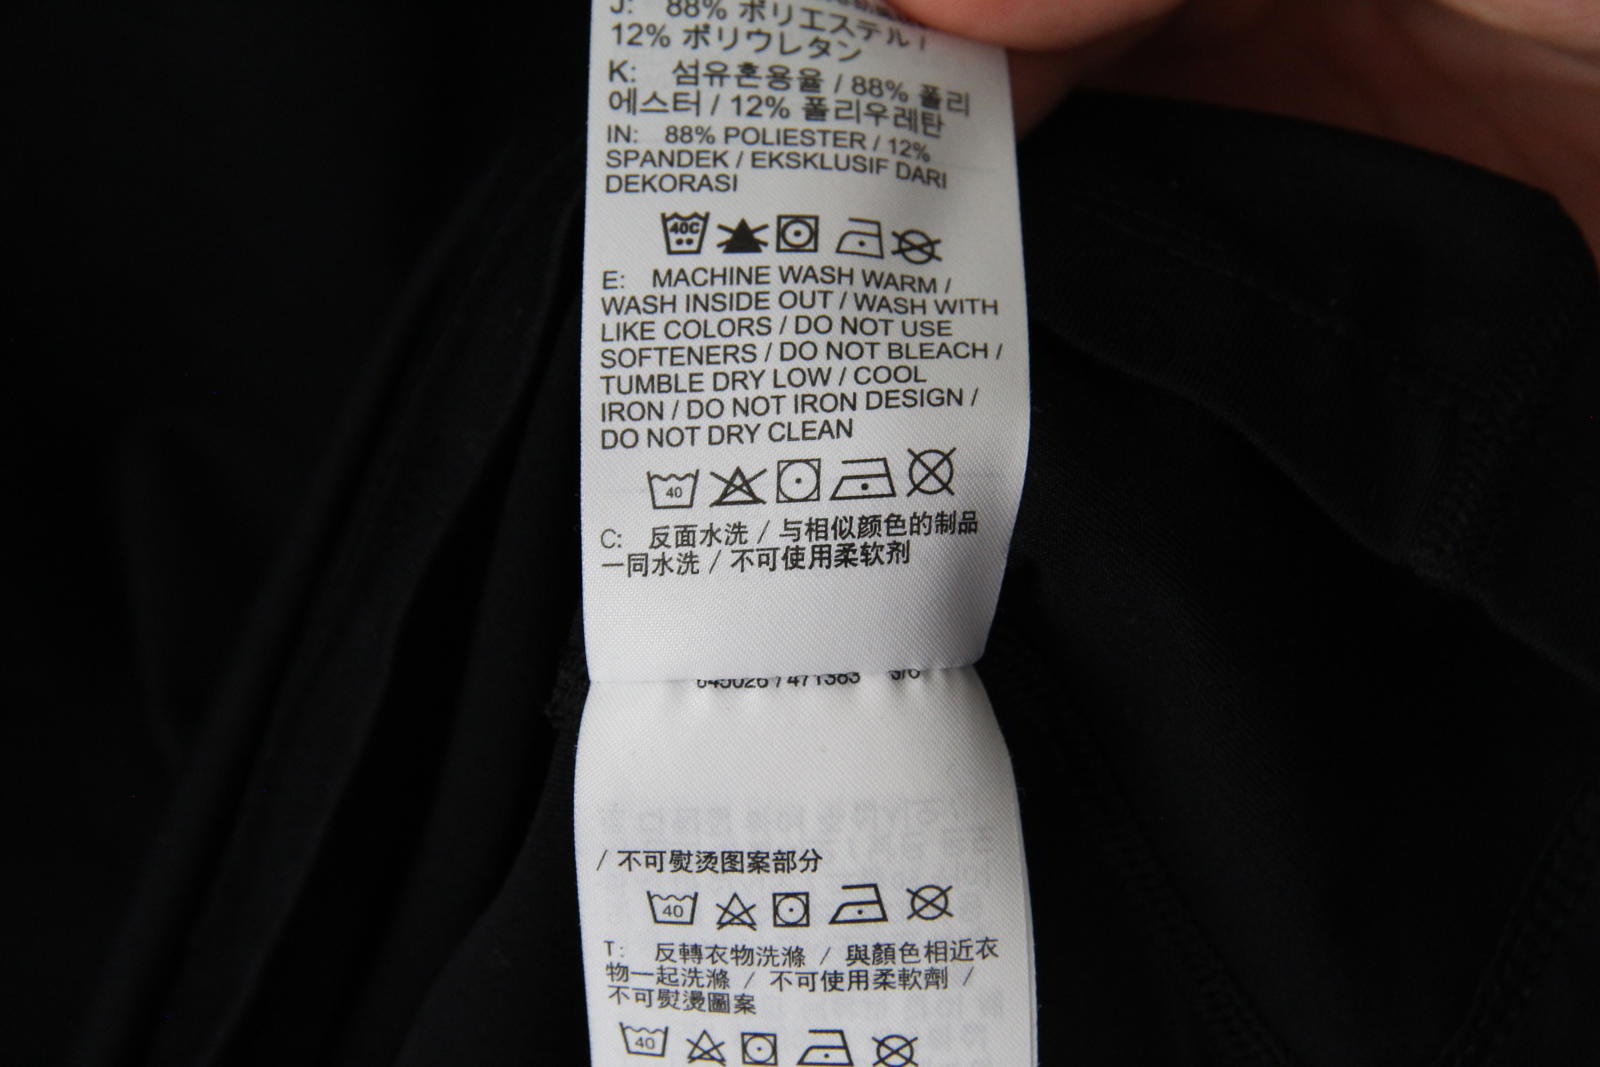 J: 88% ポリエステル /
12% ポリウレタン
K: 섬유혼용율 / 88% 폴리
에스터 / 12% 폴리우레탄
IN: 88% POLIESTER / 12%
SPANDEK / EKSKLUSIF DARI
DEKORASI
40C
E: MACHINE WASH WARM /
WASH INSIDE OUT / WASH WITH
LIKE COLORS / DO NOT USE
SOFTENERS / DO NOT BLEACH /
TUMBLE DRY LOW / COOL
IRON / DO NOT IRON DESIGN /
DO NOT DRY CLEAN
40
C: 反面水洗 / 与相似颜色的制品
一同水洗 / 不可使用柔软剂
645026 / 471383 3/6
/ 不可熨烫图案部分
40
T: 反轉衣物洗滌 / 與顏色相近衣
物一起洗滌 / 不可使用柔軟劑 /
不可熨燙圖案
40